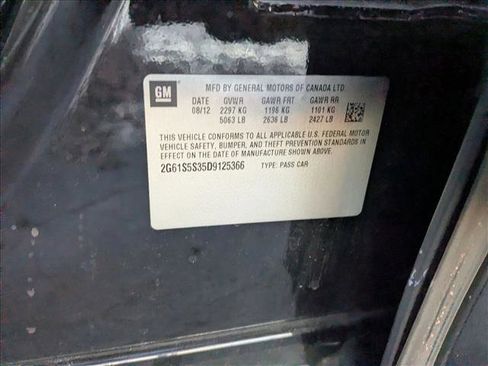 GM
MFD BY GENERAL MOTORS OF CANADA LTD.
DATE GVWR GAWR FRT GAWR RR
08/12 2297 KG 1196 KG 1101 KG
5063 LB 2636 LB 2427 LB
THIS VEHICLE CONFORMS TO ALL APPLICABLE U.S. FEDERAL MOTOR
VEHICLE SAFETY, BUMPER, AND THEFT PREVENTION STANDARDS IN
EFFECT ON THE DATE OF MANUFACTURE SHOWN ABOVE.
2G61S5S35D9125366 TYPE: PASS CAR